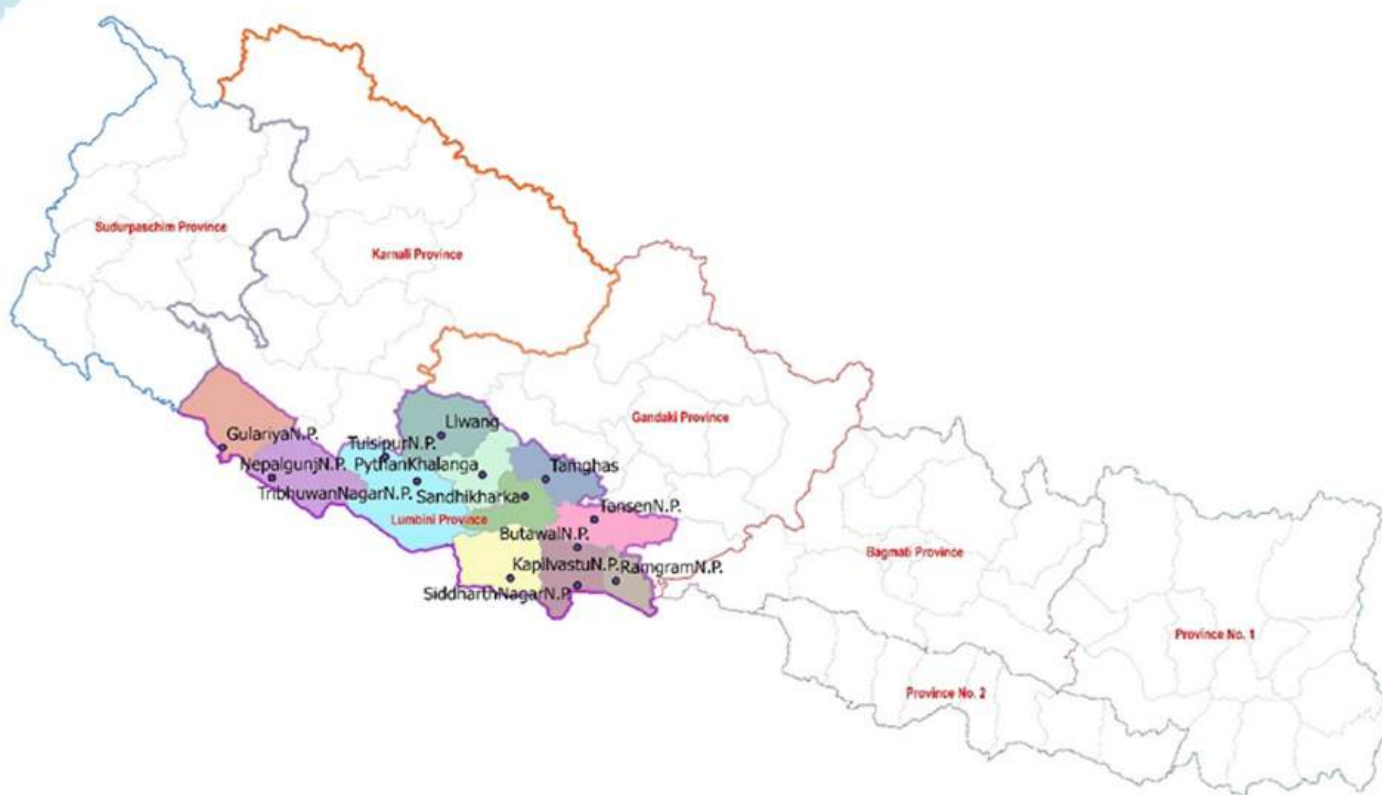 Sudurpaschim Province
Karnali Province
Gandaki Province
Liwang
GulariyaN.P.
TulsipurN.P.
NepalgunjN.P.
PythanKhalanga
Tamghas
TribhuwanNagarN.P.
Sandhikharka
TansenN.P.
Lumbini Province
ButawalN.P.
Bagmati Province
KapilvastuN.P.
RamgramN.P.
SiddharthNagarN.P.
Province No. 1
Province No. 2